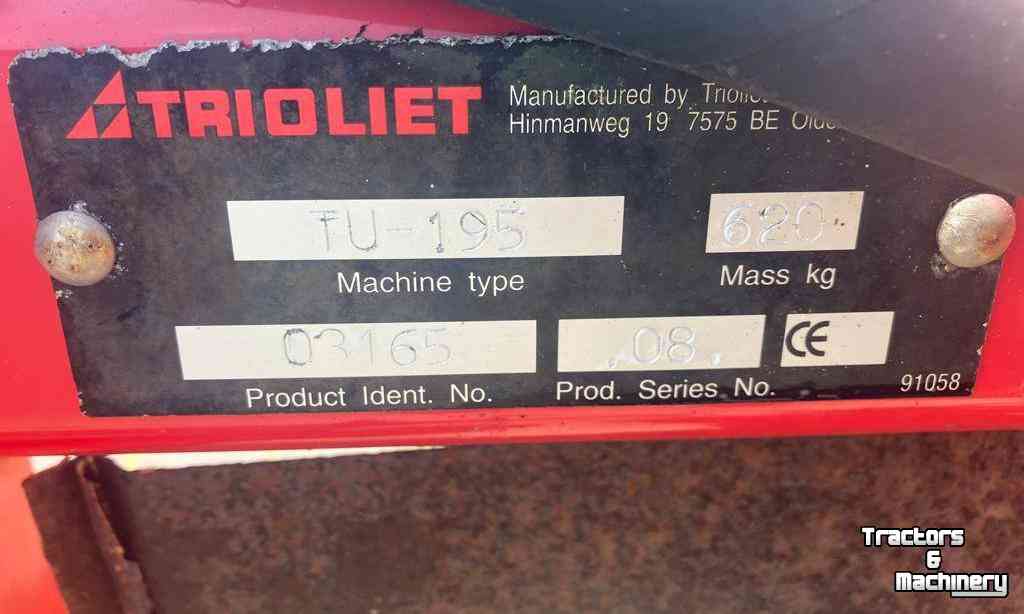 TRIOLIET
Manufactured by
Hinmanweg 19 7575 BE
TU-195
620
Machine type
Mass kg
03165
.08.
CE
Product Ident. No.
Prod. Series No.
91058
Tractors
&
Machinery